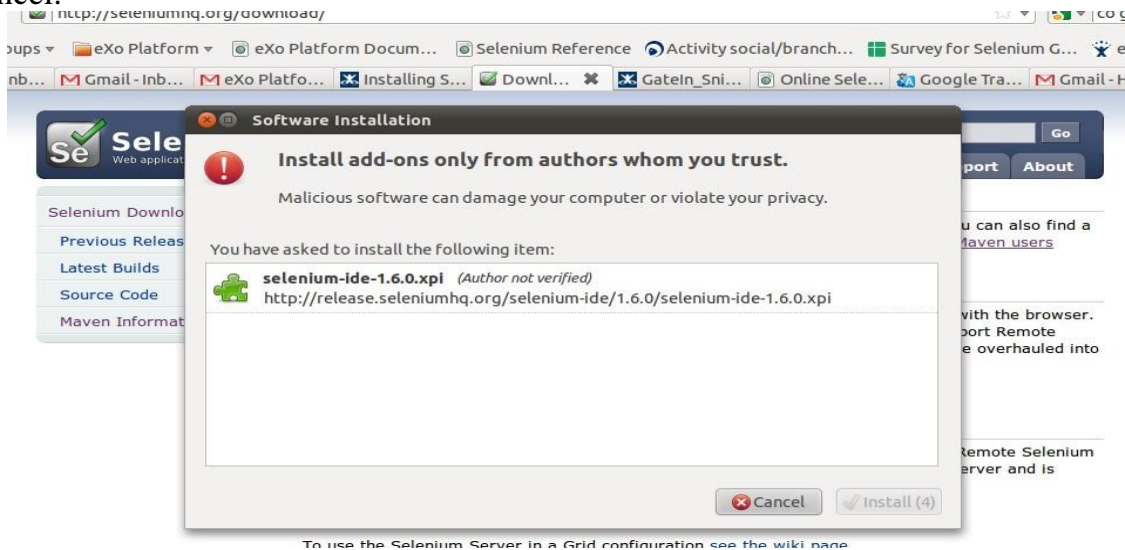 http://seleniumhq.org/download/
eXo Platform
eXo Platform Docum...
Selenium Reference
Activity social/branch...
Survey for Selenium G...
Gmail - Inb...
eXo Platfo...
Installing S...
Downl...
GateIn_Sni...
Online Sele...
Google Tra...
Gmail - H
Software Installation
Se
Sele
Web applicat
Go
port
About
Install add-ons only from authors whom you trust.
Malicious software can damage your computer or violate your privacy.
Selenium Downlo
Previous Releas
Latest Builds
Source Code
Maven Informat
You have asked to install the following item:
selenium-ide-1.6.0.xpi (Author not verified)
http://release.seleniumhq.org/selenium-ide/1.6.0/selenium-ide-1.6.0.xpi
u can also find a
Maven users
with the browser.
port Remote
e overhauled into
Remote Selenium
erver and is
Cancel
Install (4)
To use the Selenium Server in a Grid configuration see the wiki page